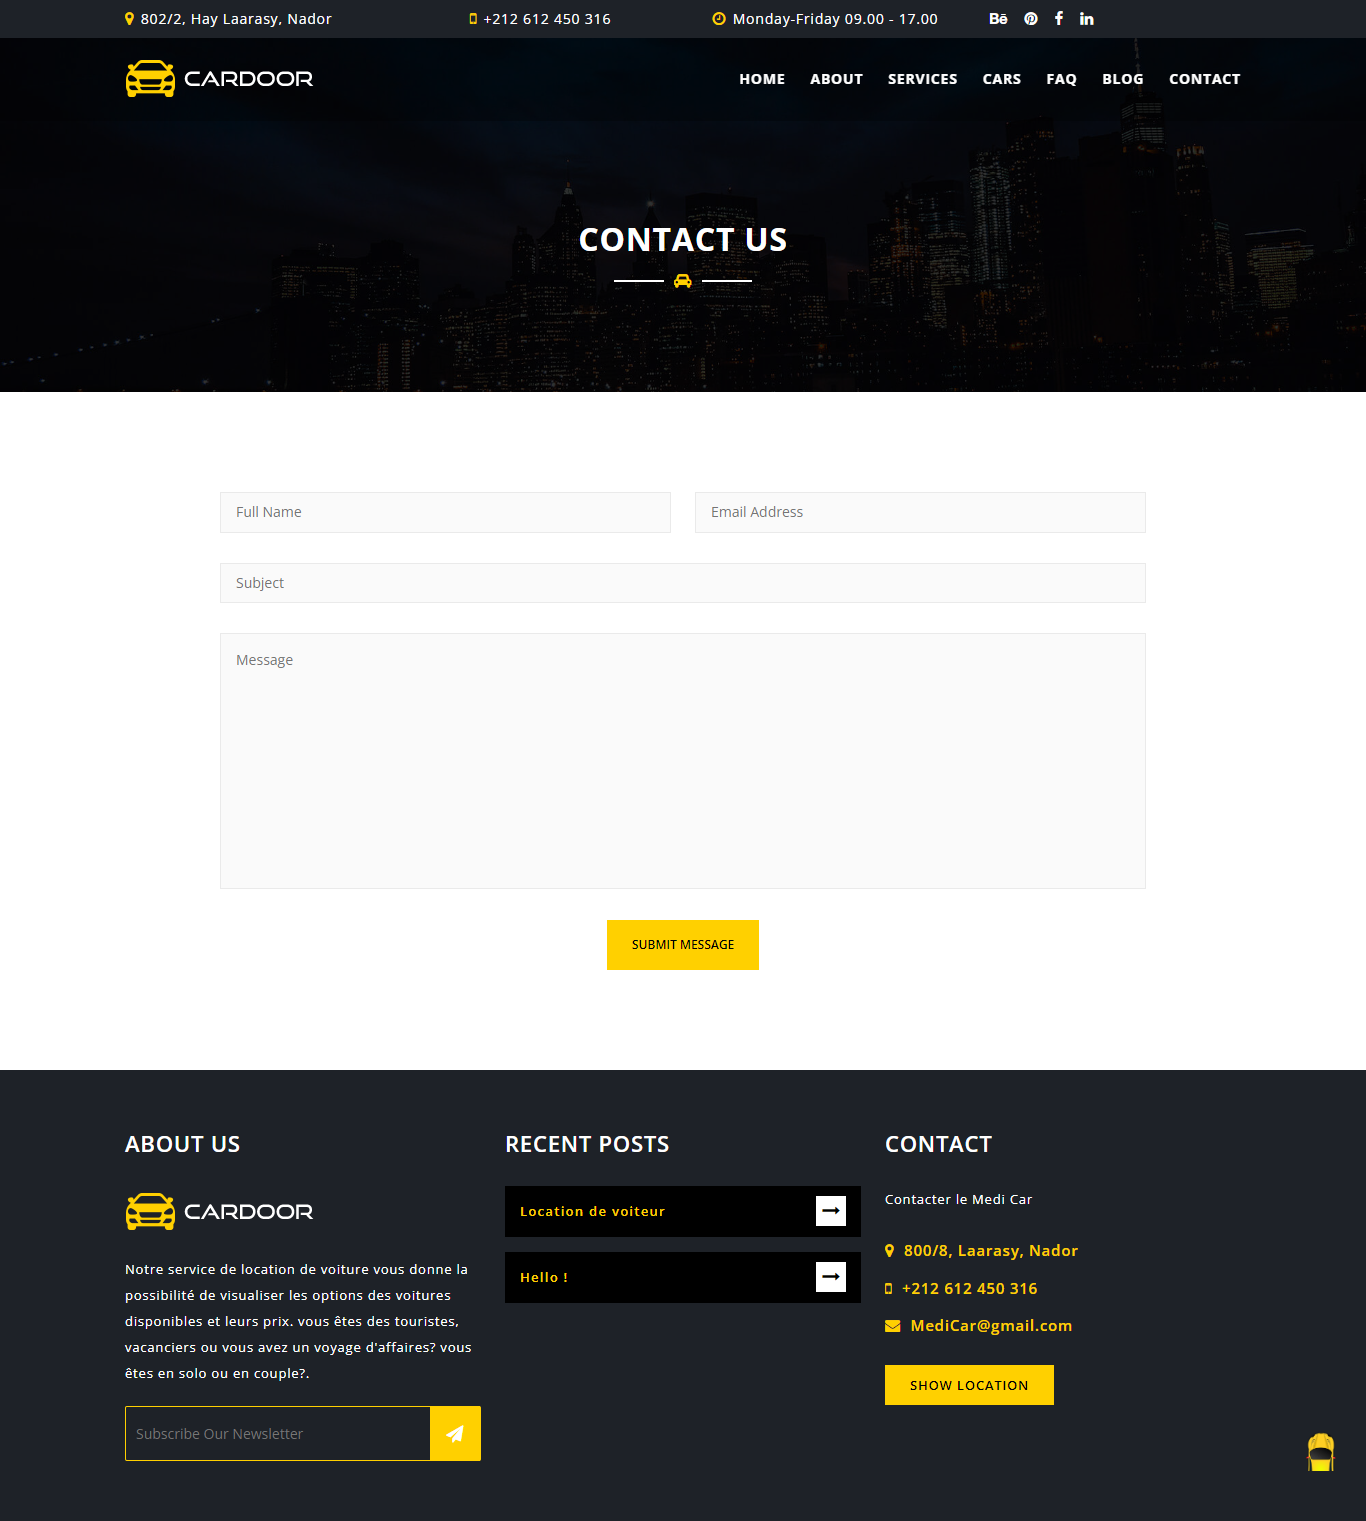 802/2, Hay Laarasy, Nador
+212 612 450 316
Monday-Friday 09.00 - 17.00
CARDOOR
HOME ABOUT SERVICES CARS FAQ BLOG CONTACT
CONTACT US
Full Name
Email Address
Subject
Message
SUBMIT MESSAGE
ABOUT US
CARDOOR
Notre service de location de voiture vous donne la
possibilité de visualiser les options des voitures
disponibles et leurs prix. vous êtes des touristes,
vacanciers ou vous avez un voyage d'affaires? vous
êtes en solo ou en couple?.
Subscribe Our Newsletter
RECENT POSTS
Location de voiteur
Hello !
CONTACT
Contacter le Medi Car
800/8, Laarasy, Nador
+212 612 450 316
MediCar@gmail.com
SHOW LOCATION